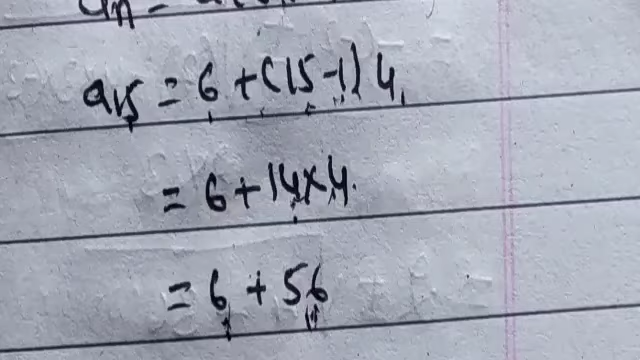 a15 = 6 + (15-1) 4
= 6 + 14 x 4
= 6 + 56